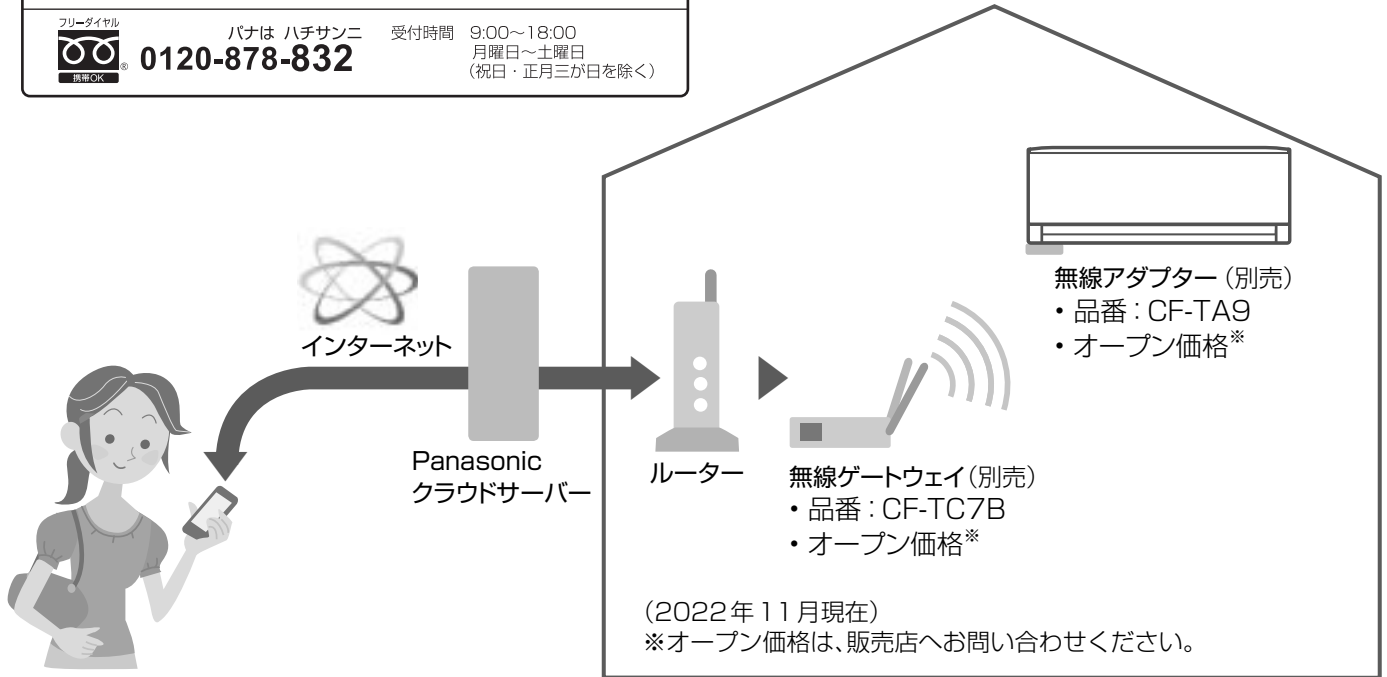 フリーダイヤル
携帯OK
®
パナは ハチサンニ
0120-878-832
受付時間 9:00～18:00
月曜日～土曜日
(祝日・正月三が日を除く)
インターネット
Panasonic
クラウドサーバー
ルーター
無線アダプター(別売)
・品番：CF-TA9
・オープン価格※
無線ゲートウェイ(別売)
・品番：CF-TC7B
・オープン価格※
(2022年11月現在)
※オープン価格は、販売店へお問い合わせください。